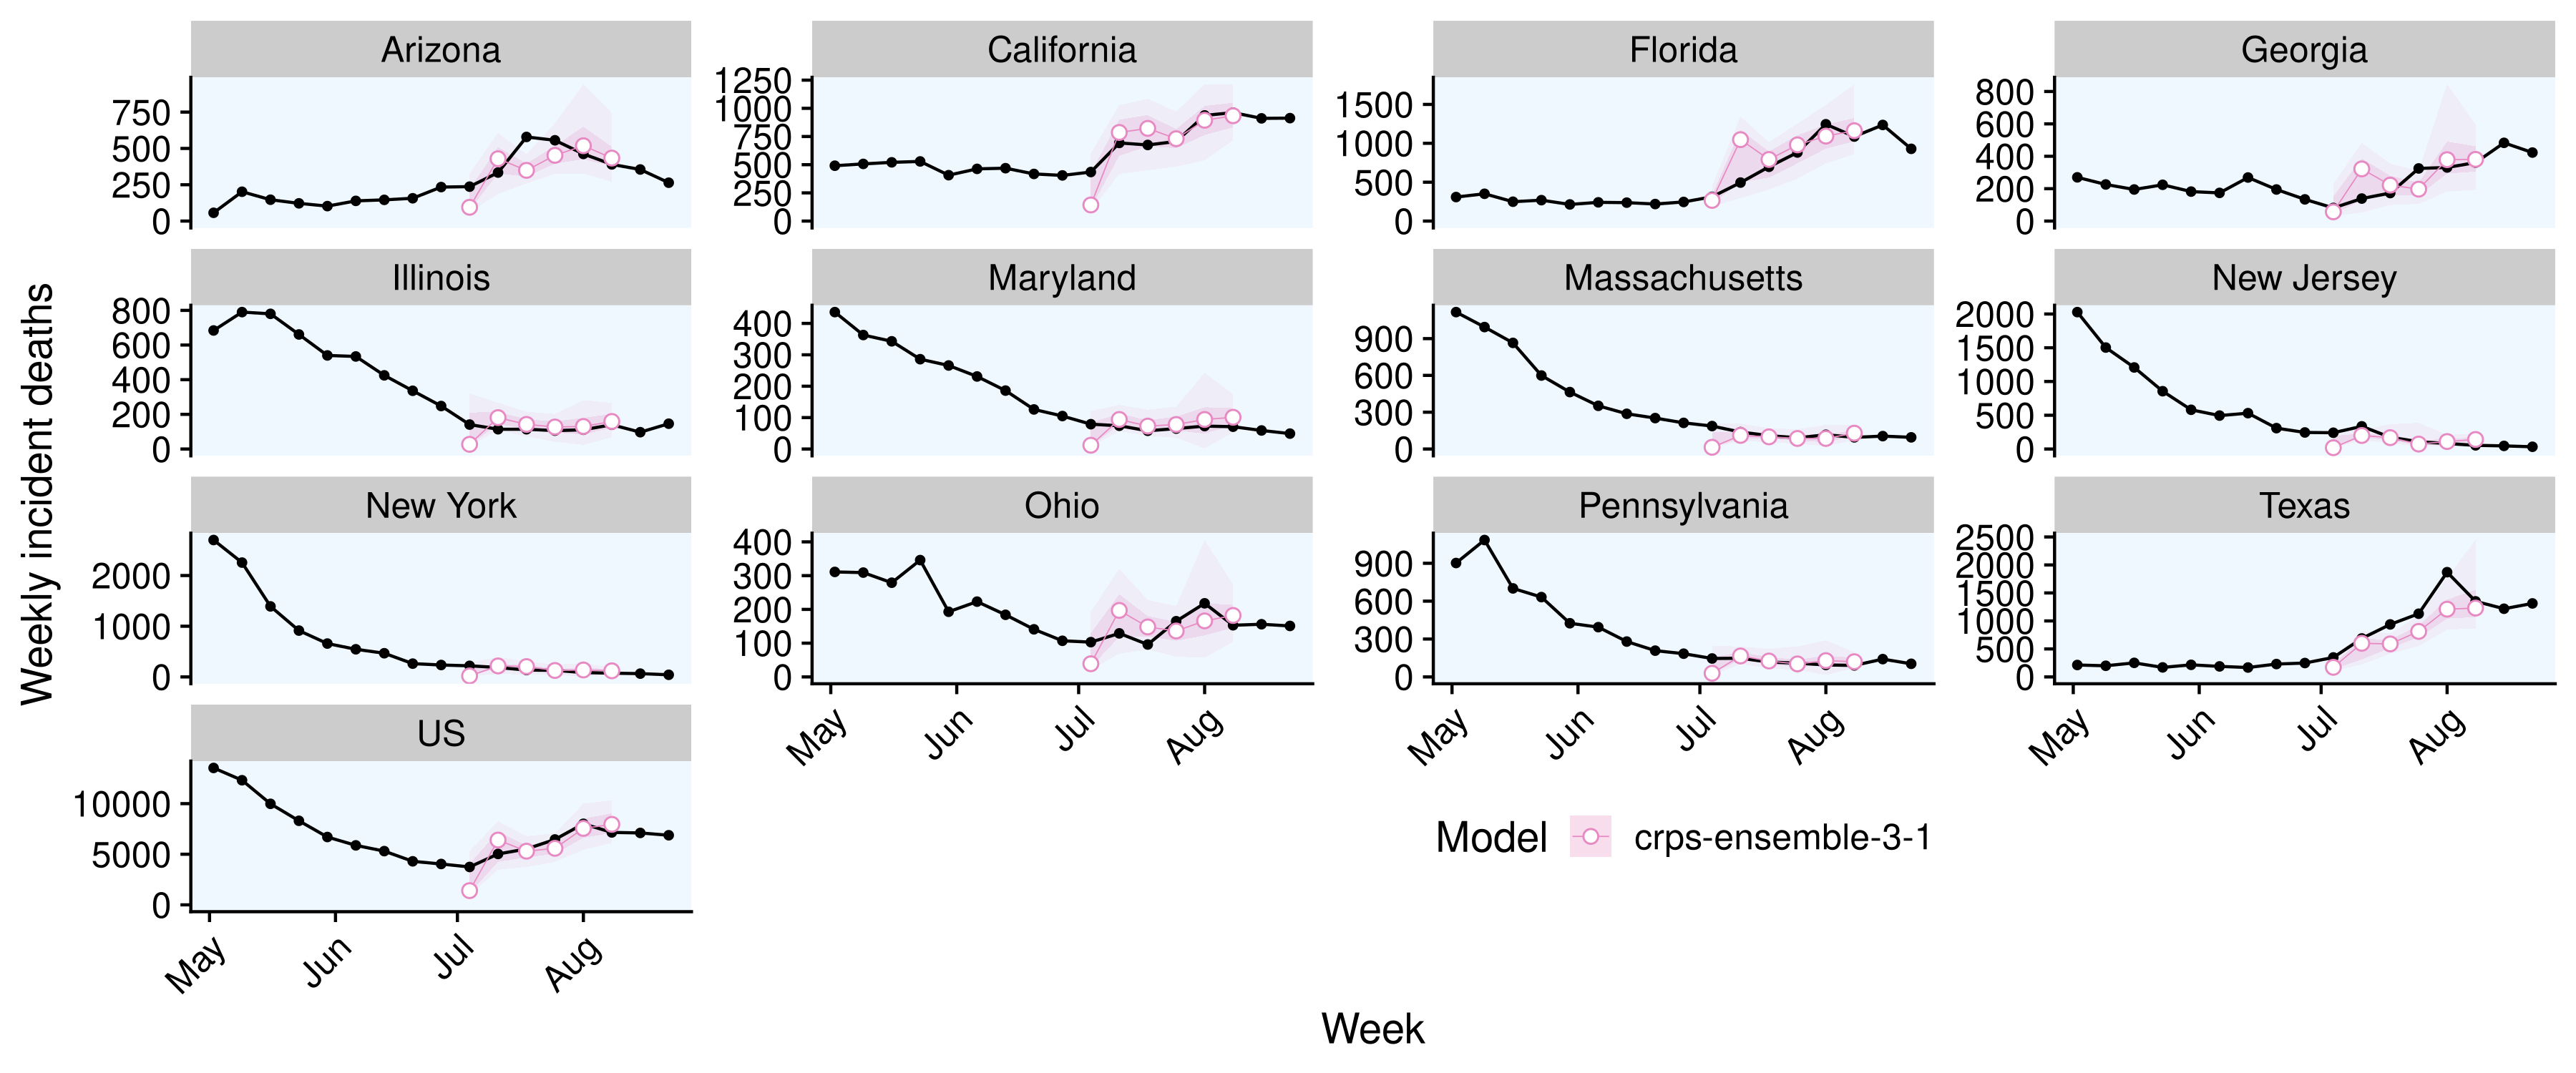 Arizona
California
Florida
Georgia
750
500
250
0
1250
1000
750
500
250
0
1500
1000
500
0
800
600
400
200
0
Illinois
Maryland
Massachusetts
New Jersey
800
600
400
200
0
400
300
200
100
0
900
600
300
0
2000
1500
1000
500
0
New York
Ohio
Pennsylvania
Texas
2000
1000
0
400
300
200
100
0
900
600
300
0
2500
2000
1500
1000
500
0
May Jun Jul Aug
May Jun Jul Aug
May Jun Jul Aug
US
10000
5000
0
May Jun Jul Aug
Weekly incident deaths
Week
Model crps-ensemble-3-1